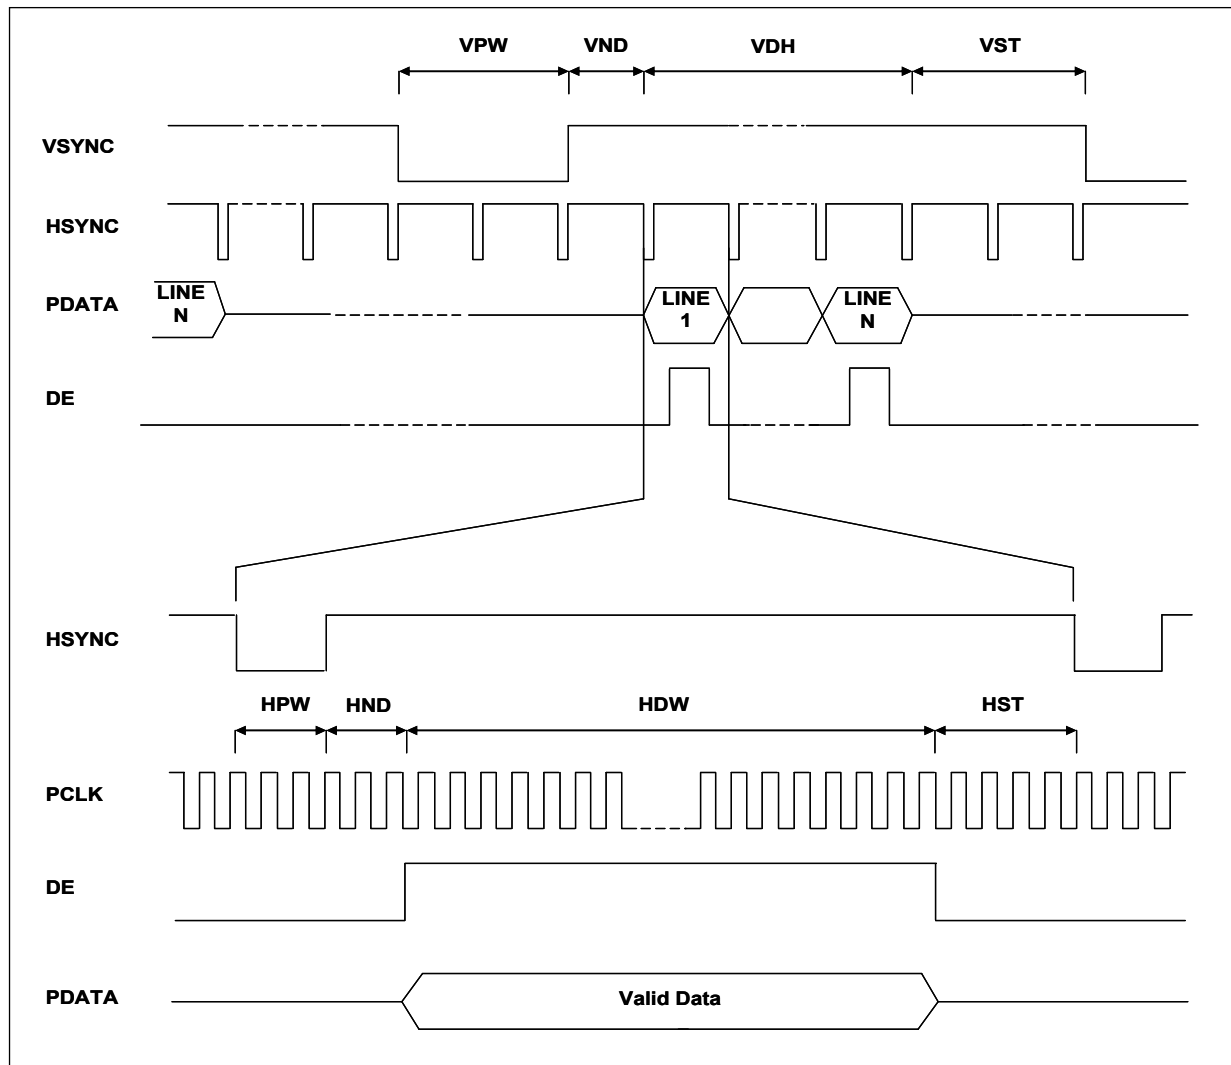 VPW VND VDH VST
VSYNC
HSYNC
PDATA LINE N LINE 1 LINE N
DE
HSYNC
HPW HND HDW HST
PCLK
DE
PDATA Valid Data